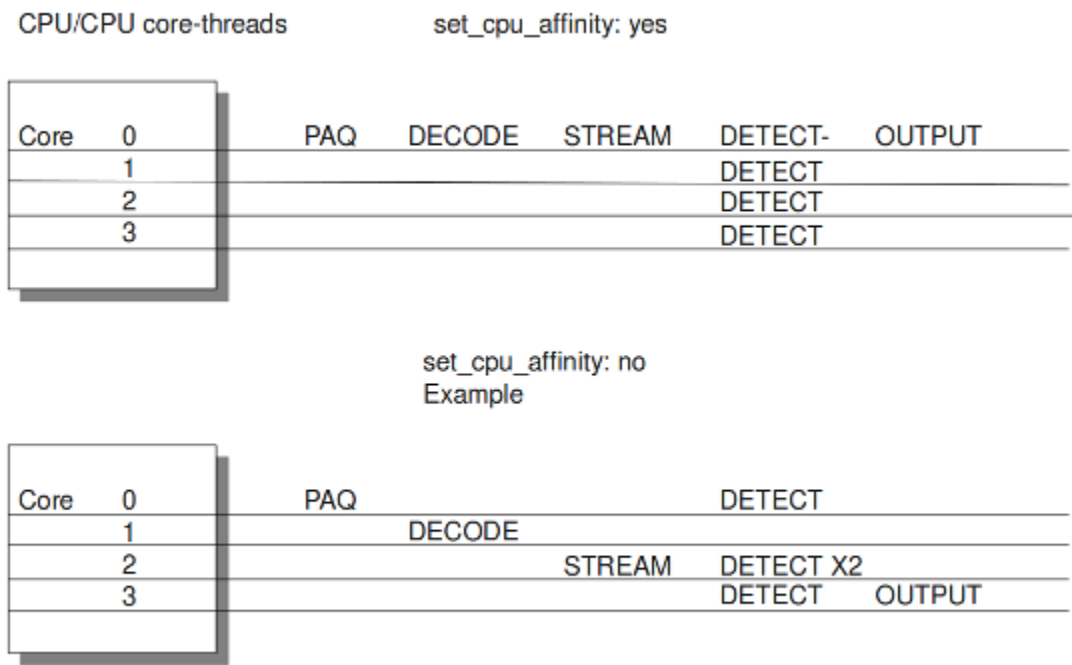 CPU/CPU core-threads set_cpu_affinity: yes
Core 0 PAQ DECODE STREAM DETECT- OUTPUT
1 DETECT
2 DETECT
3 DETECT
set_cpu_affinity: no
Example
Core 0 PAQ DETECT
1 DECODE
2 STREAM DETECT X2
3 DETECT OUTPUT